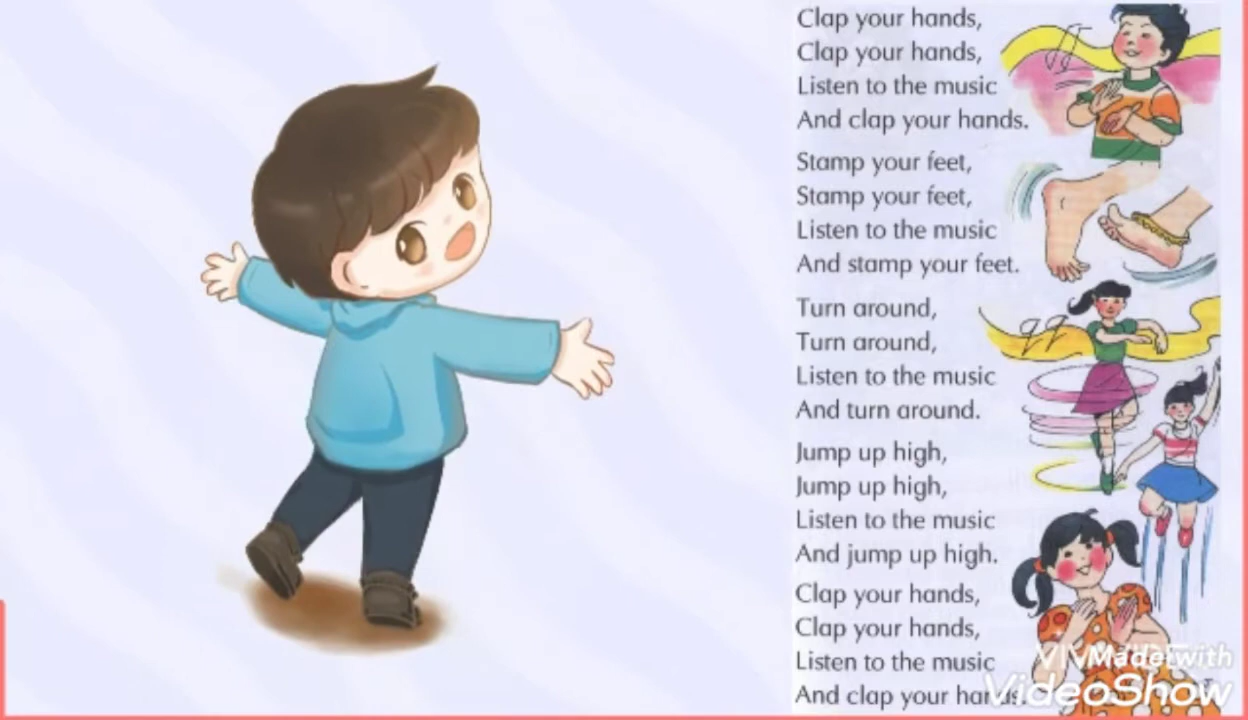 Clap your hands,
Clap your hands,
Listen to the music
And clap your hands.
Stamp your feet,
Stamp your feet,
Listen to the music
And stamp your feet.
Turn around,
Turn around,
Listen to the music
And turn around.
Jump up high,
Jump up high,
Listen to the music
And jump up high.
Clap your hands,
Clap your hands,
Listen to the music
And clap your hands.
Made with
VideoShow